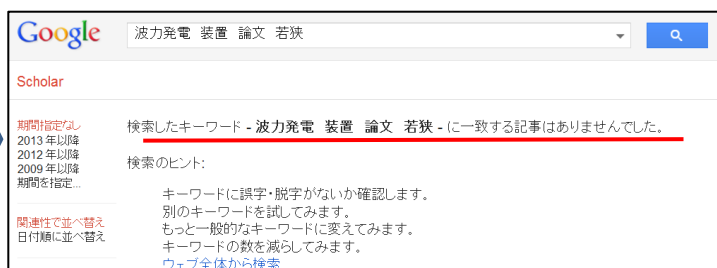 Google
波力発電 装置 論文 若狭
Scholar
期間指定なし
2013 年以降
2012 年以降
2009 年以降
期間を指定...
関連性で並べ替え
日付順に並べ替え
検索したキーワード - 波力発電 装置 論文 若狭 - に一致する記事はありませんでした。
検索のヒント:
キーワードに誤字・脱字がないか確認します。
別のキーワードを試してみます。
もっと一般的なキーワードに変えてみます。
キーワードの数を減らしてみます。
ウェブ全体から検索